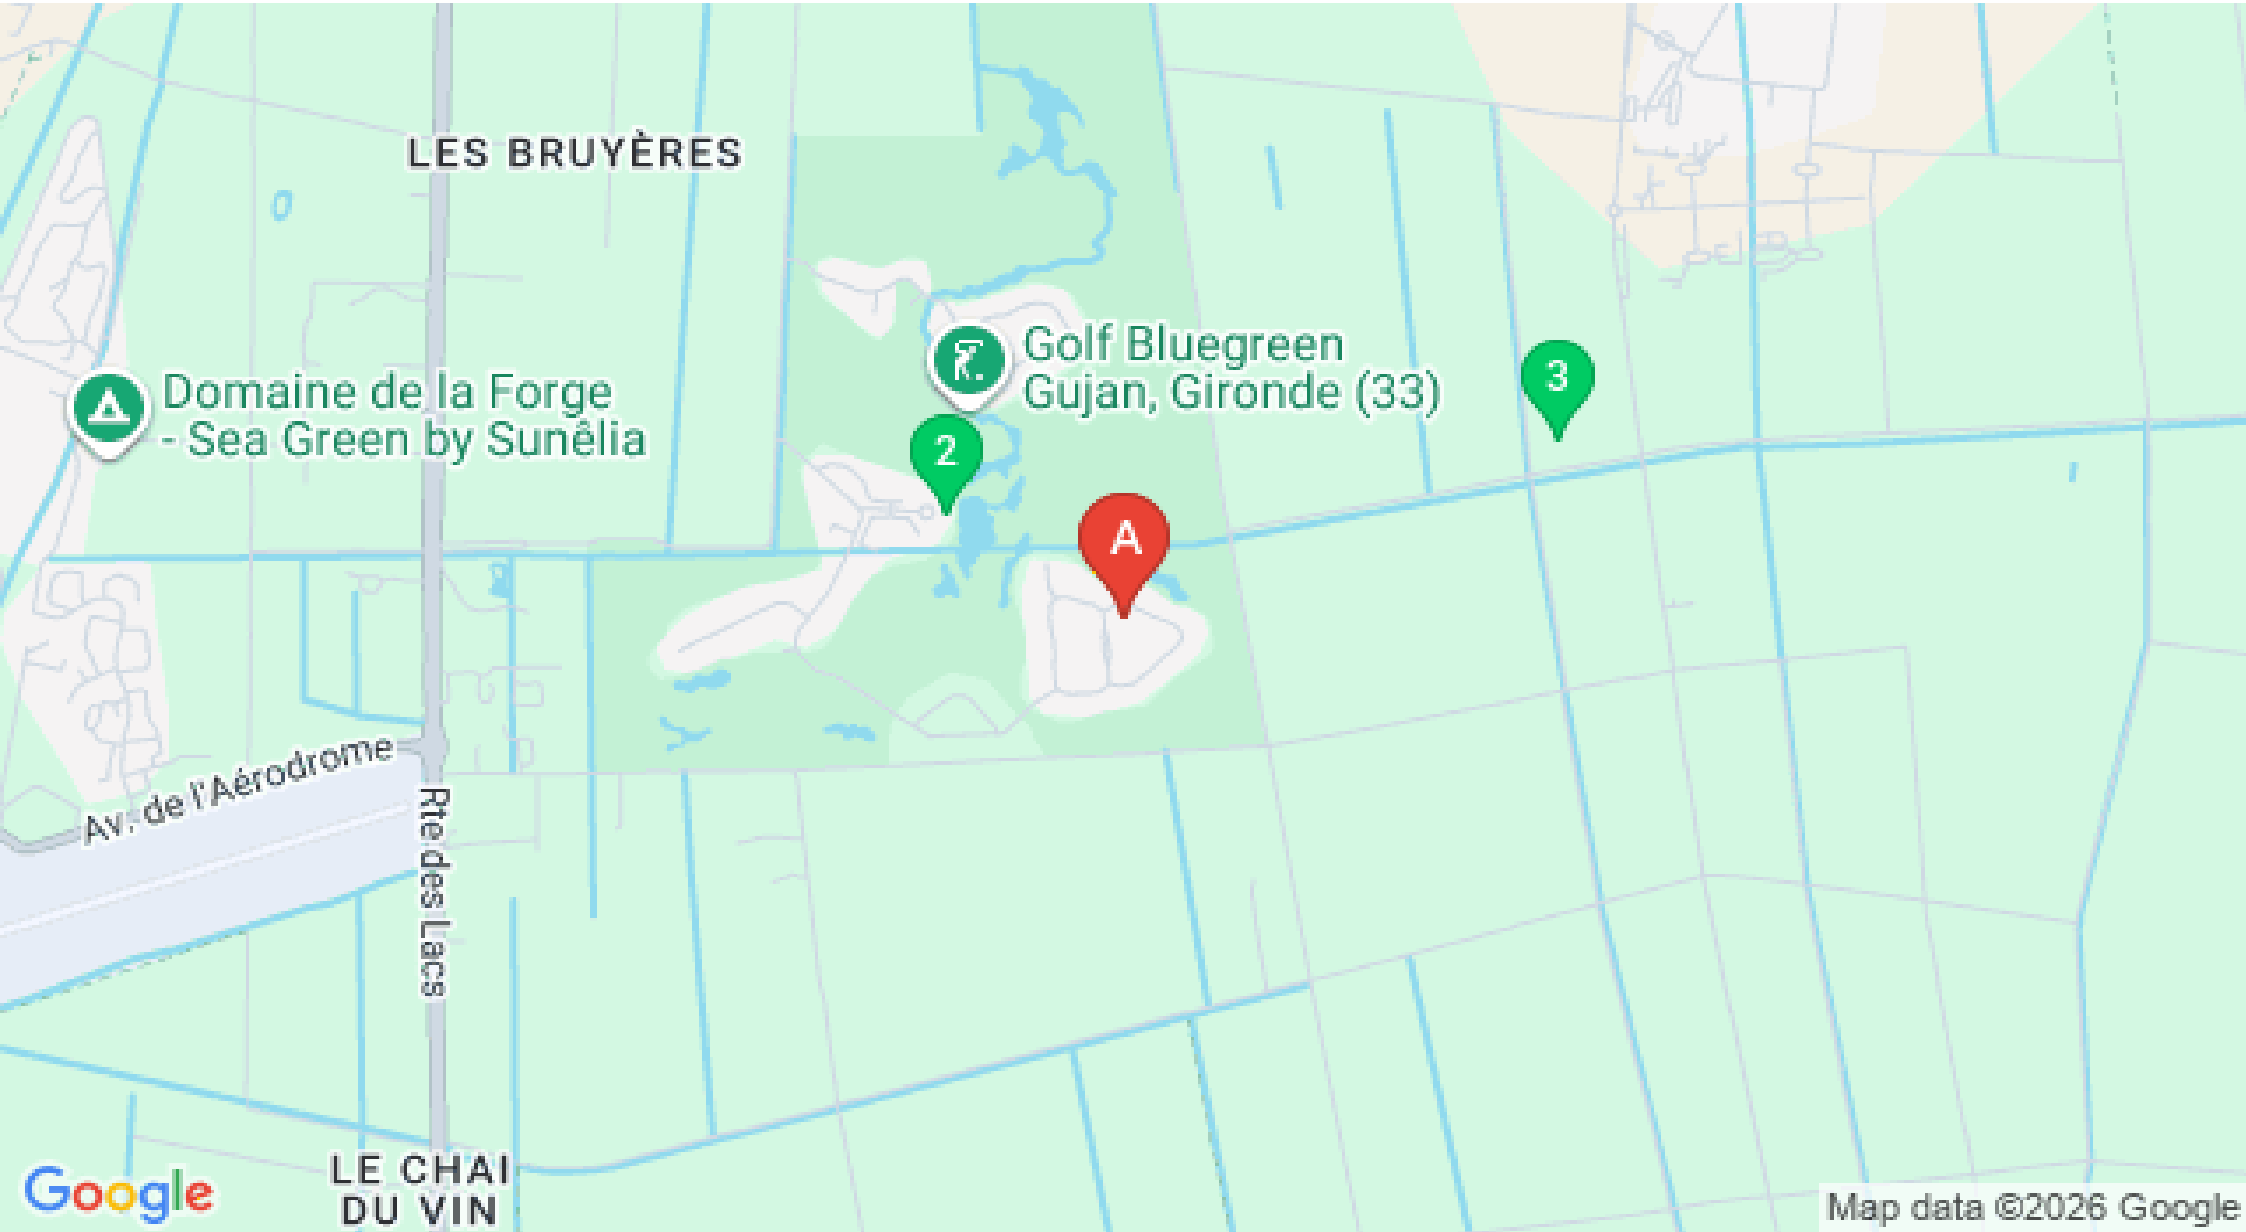 LES BRUYÈRES
Golf Bluegreen
Gujan, Gironde (33)
3
Domaine de la Forge
- Sea Green by Sunêlia
2
A
Av. de l'Aérodrome
Rte des Lacs
LE CHAI
DU VIN
Google
Map data ©2026 Google